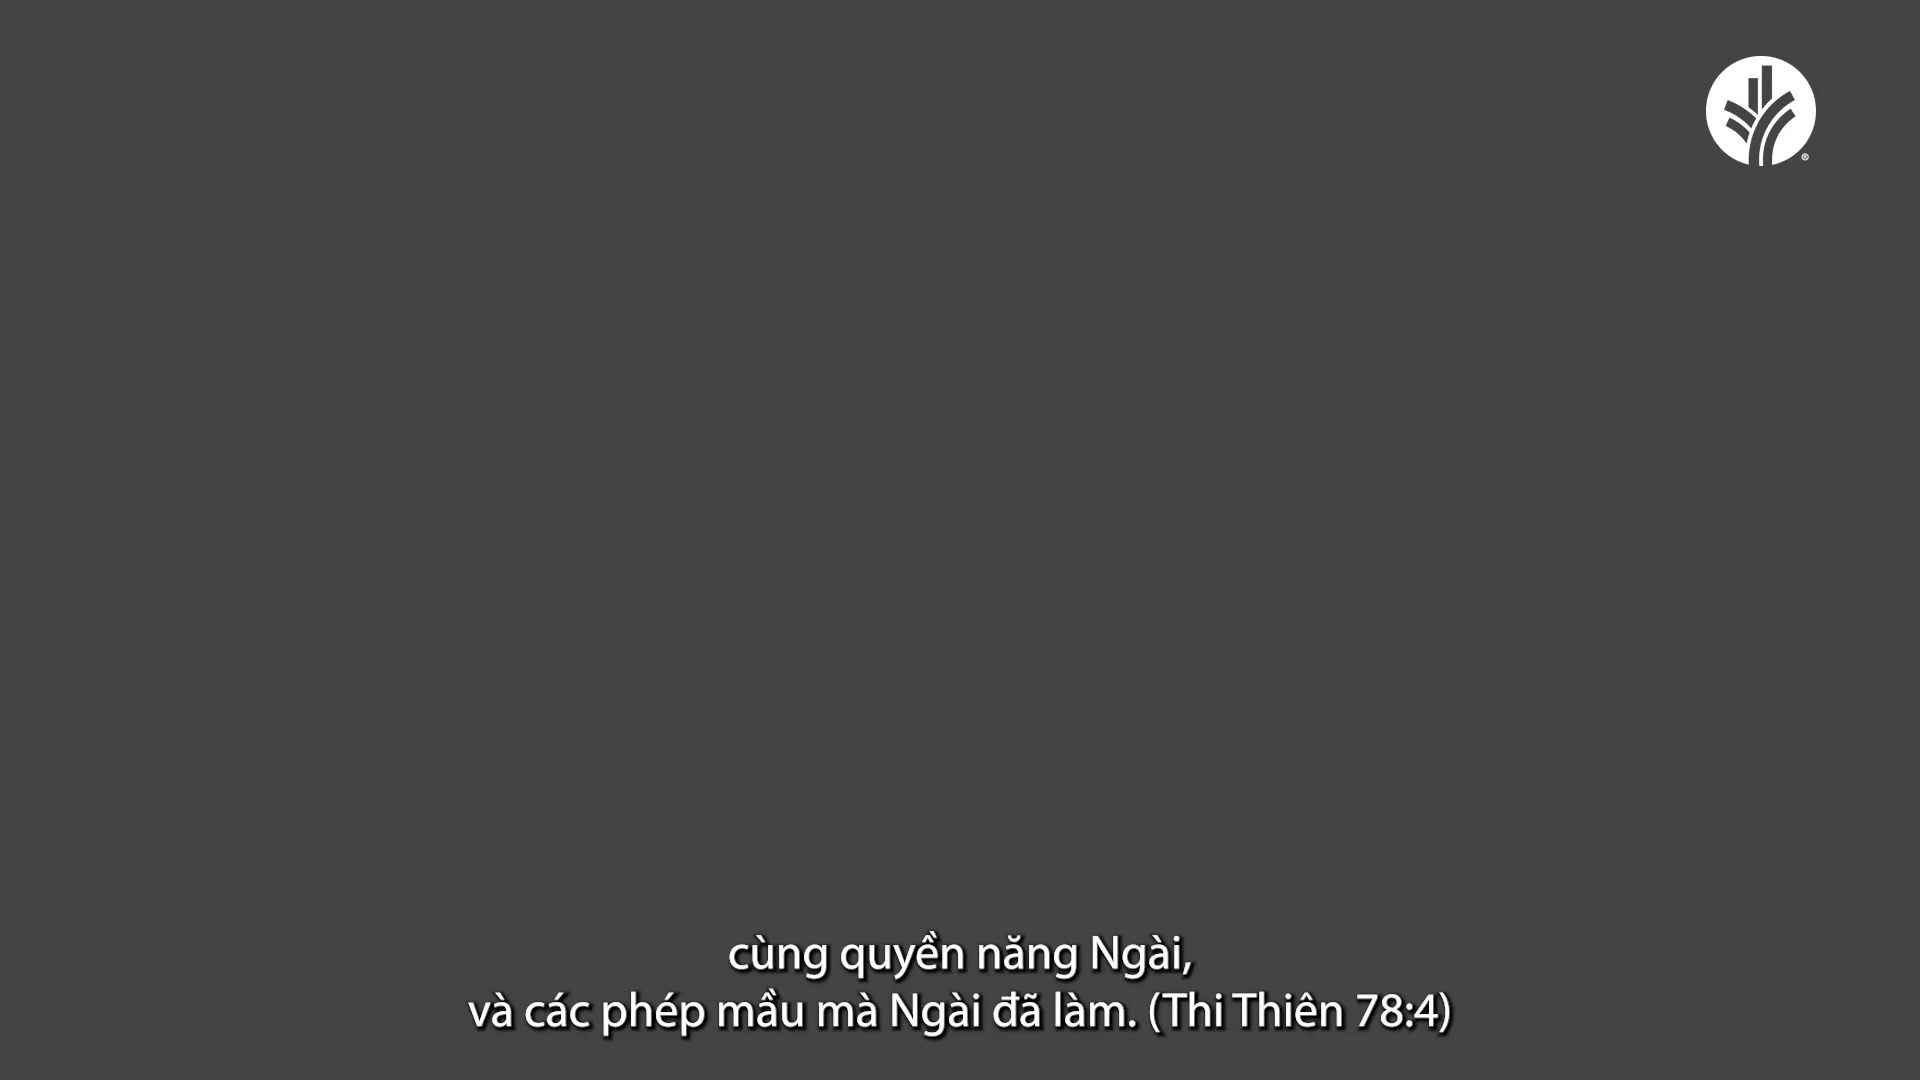 cùng quyền năng Ngài,
và các phép mầu mà Ngài đã làm. (Thi Thiên 78:4)